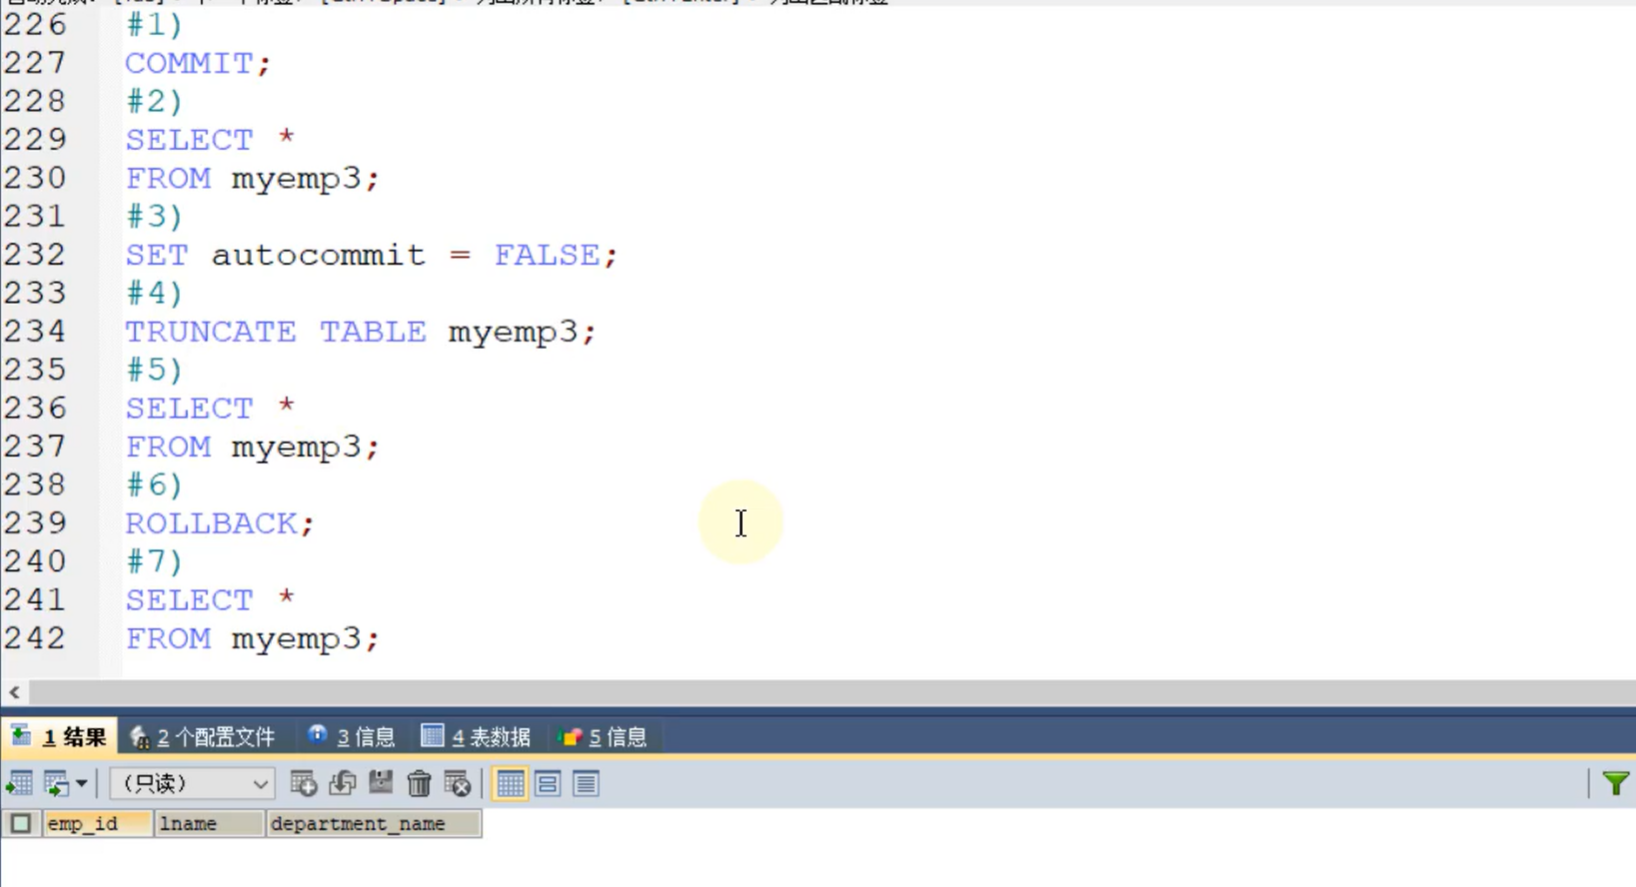 226 #1)
227 COMMIT;
228 #2)
229 SELECT *
230 FROM myemp3;
231 #3)
232 SET autocommit = FALSE;
233 #4)
234 TRUNCATE TABLE myemp3;
235 #5)
236 SELECT *
237 FROM myemp3;
238 #6)
239 ROLLBACK;
240 #7)
241 SELECT *
242 FROM myemp3;
1 结果 2 个配置文件 3 信息 4 表数据 5 信息
(只读)
emp_id lname department_name